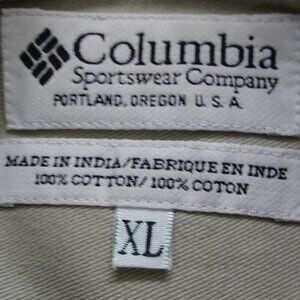 Columbia
Sportswear Company
PORTLAND, OREGON U. S. A.
MADE IN INDIA/FABRIQUE EN INDE
100% COTTON/ 100% COTON
XL